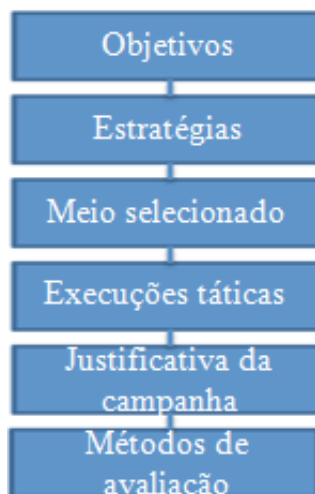 Objetivos
Estratégias
Meio selecionado
Execuções táticas
Justificativa da
campanha
Métodos de
avaliação